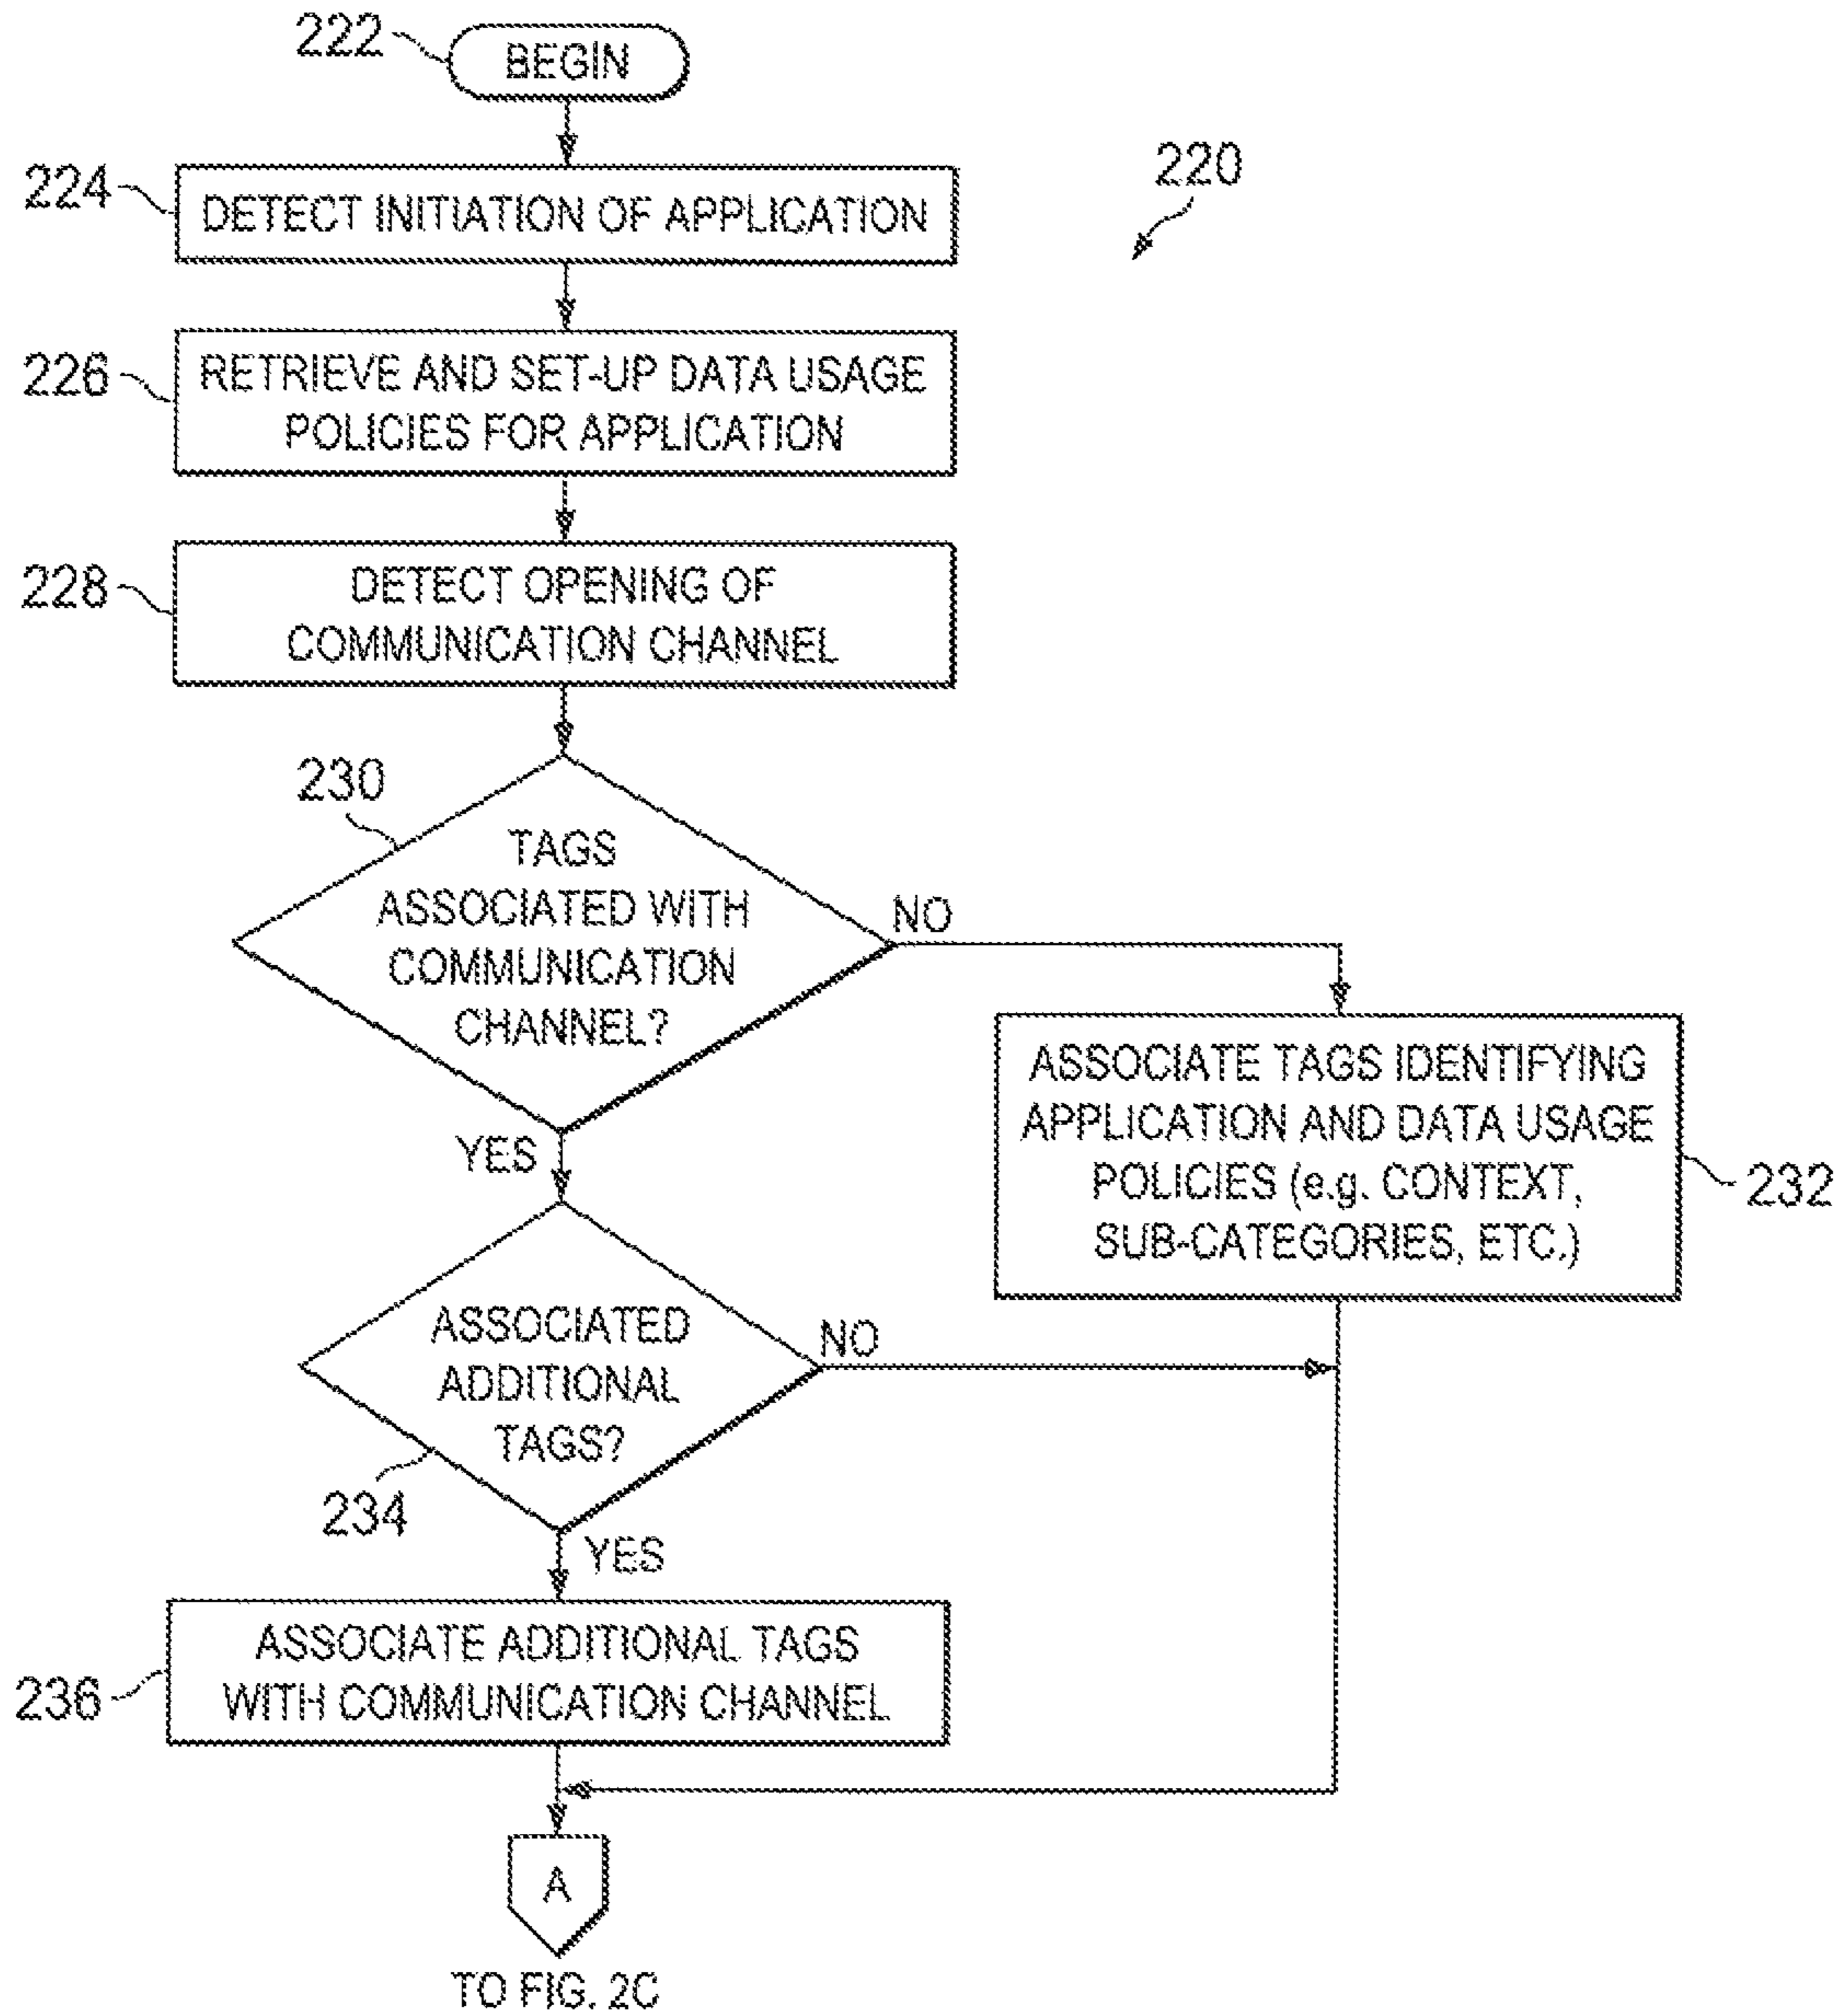 222
BEGIN
220
224
DETECT INITIATION OF APPLICATION
226
RETRIEVE AND SET-UP DATA USAGE
POLICIES FOR APPLICATION
228
DETECT OPENING OF
COMMUNICATION CHANNEL
230
TAGS
ASSOCIATED WITH
COMMUNICATION
CHANNEL?
NO
YES
ASSOCIATE TAGS IDENTIFYING
APPLICATION AND DATA USAGE
POLICIES (e.g. CONTEXT,
SUB-CATEGORIES, ETC.)
232
ASSOCIATED
ADDITIONAL
TAGS?
NO
234
YES
236
ASSOCIATE ADDITIONAL TAGS
WITH COMMUNICATION CHANNEL
A
TO FIG. 2C